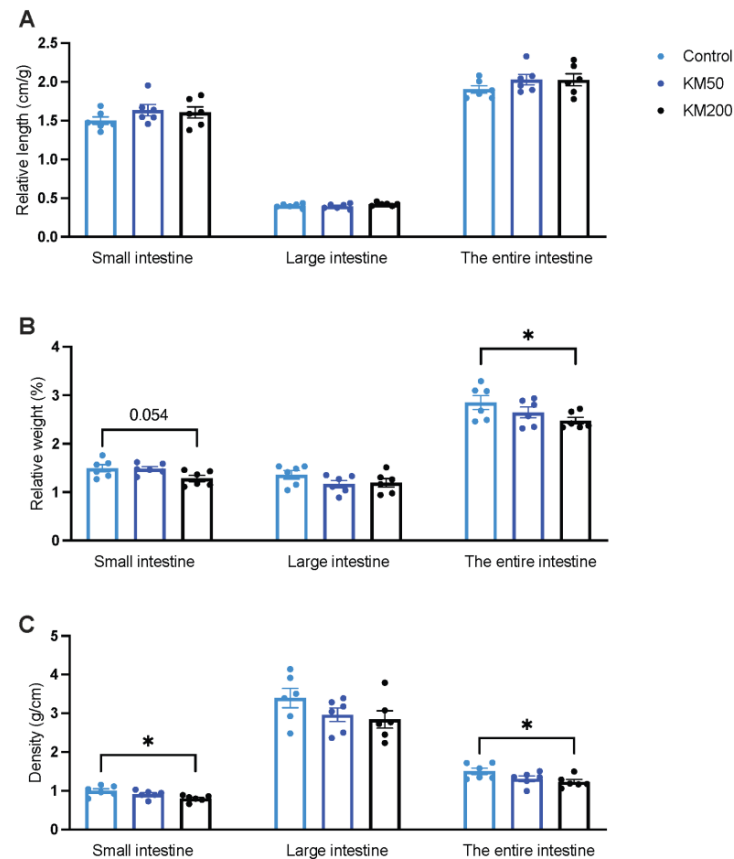 A
Relative length (cm/g)
2.5
2.0
1.5
1.0
0.5
0.0
Small intestine
Large intestine
The entire intestine
Control
KM50
KM200
B
Relative weight (%)
4
3
2
1
0
0.054
*
Small intestine
Large intestine
The entire intestine
C
Density (g/cm)
5
4
3
2
1
0
*
*
Small intestine
Large intestine
The entire intestine